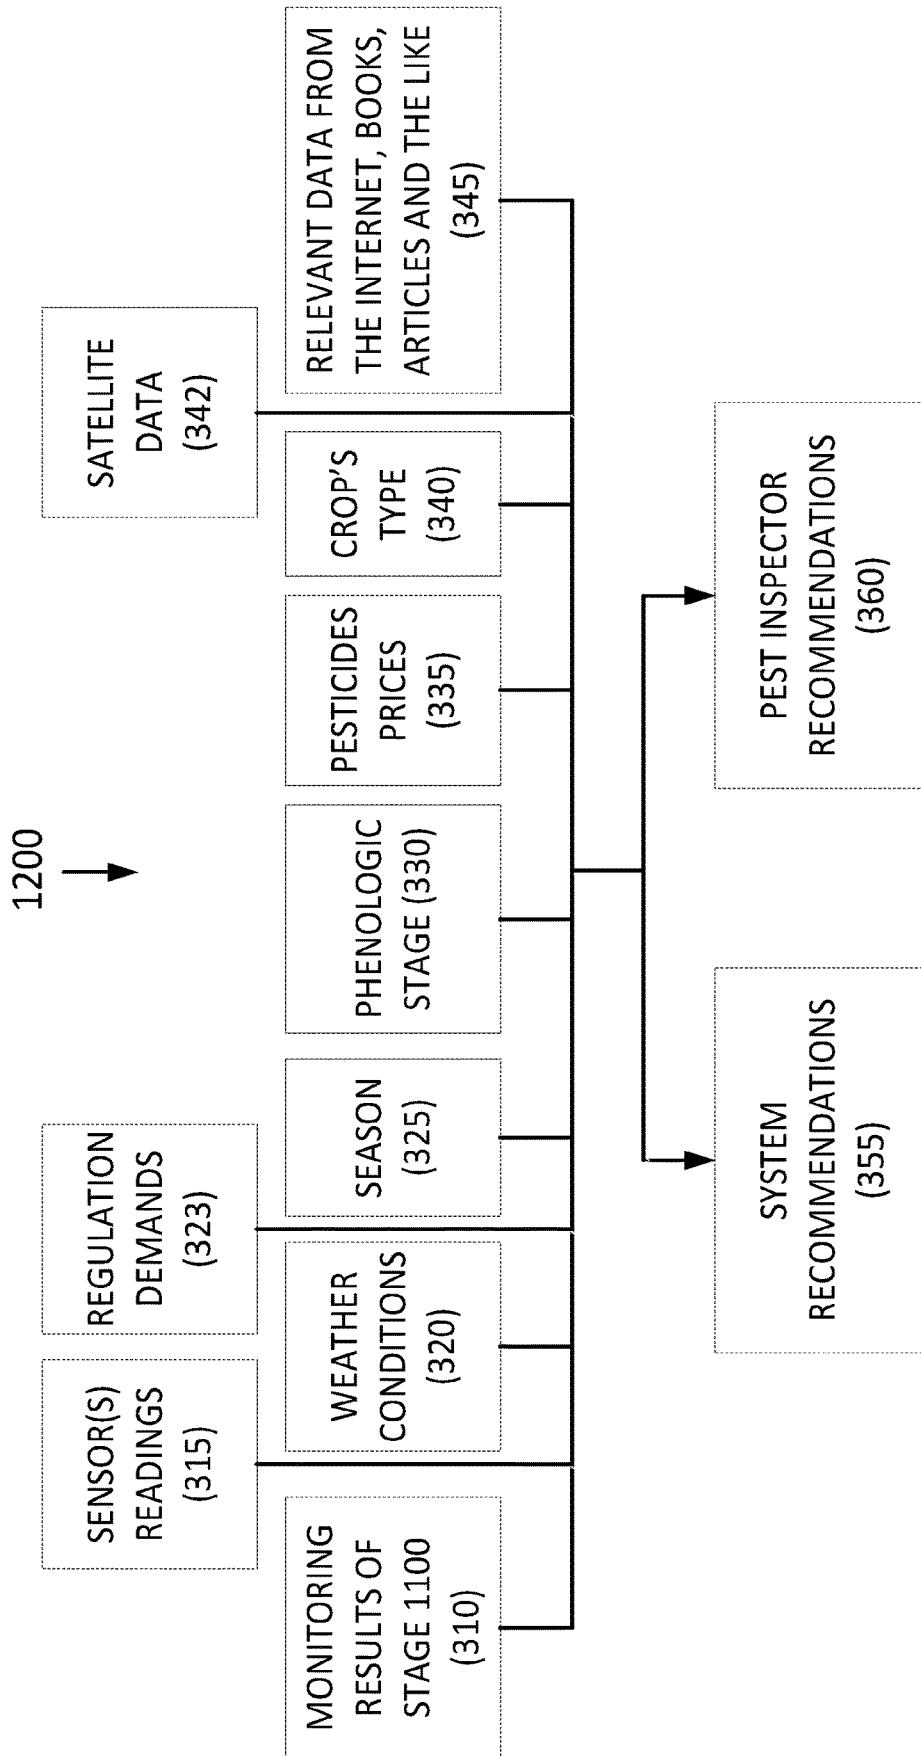 1200
SENSOR(S)
READINGS
(315)
REGULATION
DEMANDS
(323)
SATELLITE
DATA
(342)
MONITORING
RESULTS OF
STAGE 1100
(310)
WEATHER
CONDITIONS
(320)
SEASON
(325)
PHENOLOGIC
STAGE (330)
PESTICIDES
PRICES
(335)
CROP'S
TYPE
(340)
RELEVANT DATA FROM
THE INTERNET, BOOKS,
ARTICLES AND THE LIKE
(345)
SYSTEM
RECOMMENDATIONS
(355)
PEST INSPECTOR
RECOMMENDATIONS
(360)